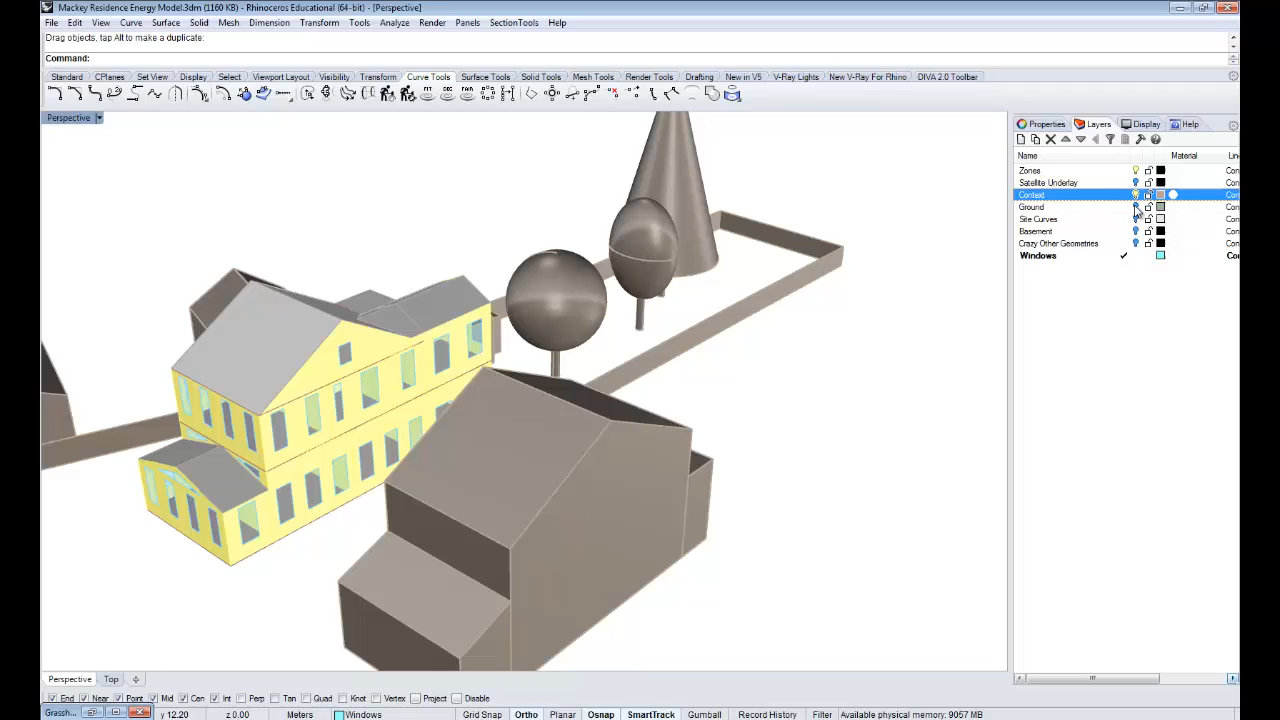 Mackey Residence Energy Model.3dm (1160 KB) - Rhinoceros Educational (64-bit) - [Perspective]
File Edit View Curve Surface Solid Mesh Dimension Transform Tools Analyze Render Panels SectionTools Help
Drag objects, tap Alt to make a duplicate:
Command:
Standard CPlanes Set View Display Select Viewport Layout Visibility Transform Curve Tools Surface Tools Solid Tools Mesh Tools Render Tools Drafting New in V5 V-Ray Lights New V-Ray For Rhino DIVA 2.0 Toolbar
Perspective
Properties Layers Display Help
Name Material
Zones
Satellite Underlay
Context
Ground
Site Curves
Basement
Crazy Other Geometries
Windows
Perspective Top
End Near Point Mid Cen Int Perp Tan Quad Knot Vertex Project Disable
Grassh... y 12.20 z 0.00 Meters Windows Grid Snap Ortho Planar Osnap SmartTrack Gumball Record History Filter Available physical memory: 9057 MB